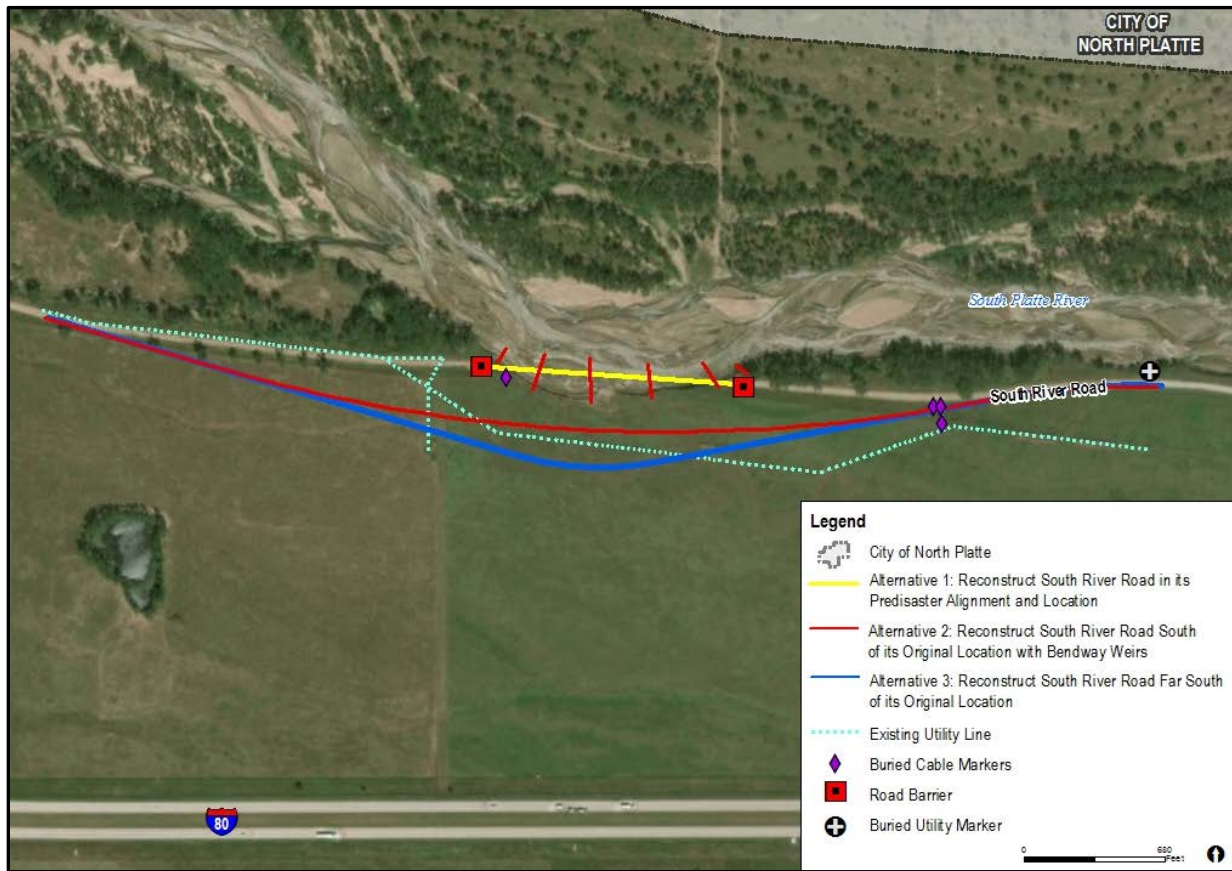 CITY OF
NORTH PLATTE
South Platte River
South River Road
Legend
City of North Platte
Alternative 1: Reconstruct South River Road in its
Predisaster Alignment and Location
Alternative 2: Reconstruct South River Road South
of its Original Location with Bendway Weirs
Alternative 3: Reconstruct South River Road Far South
of its Original Location
Existing Utility Line
Buried Cable Markers
Road Barrier
Buried Utility Marker
80
0 680
Feet